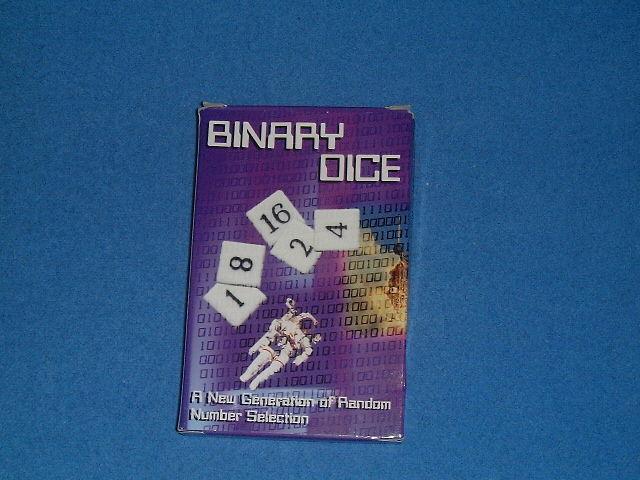 BINARY
DICE
16
4
2
8
1
A New Generation of Random
Number Selection